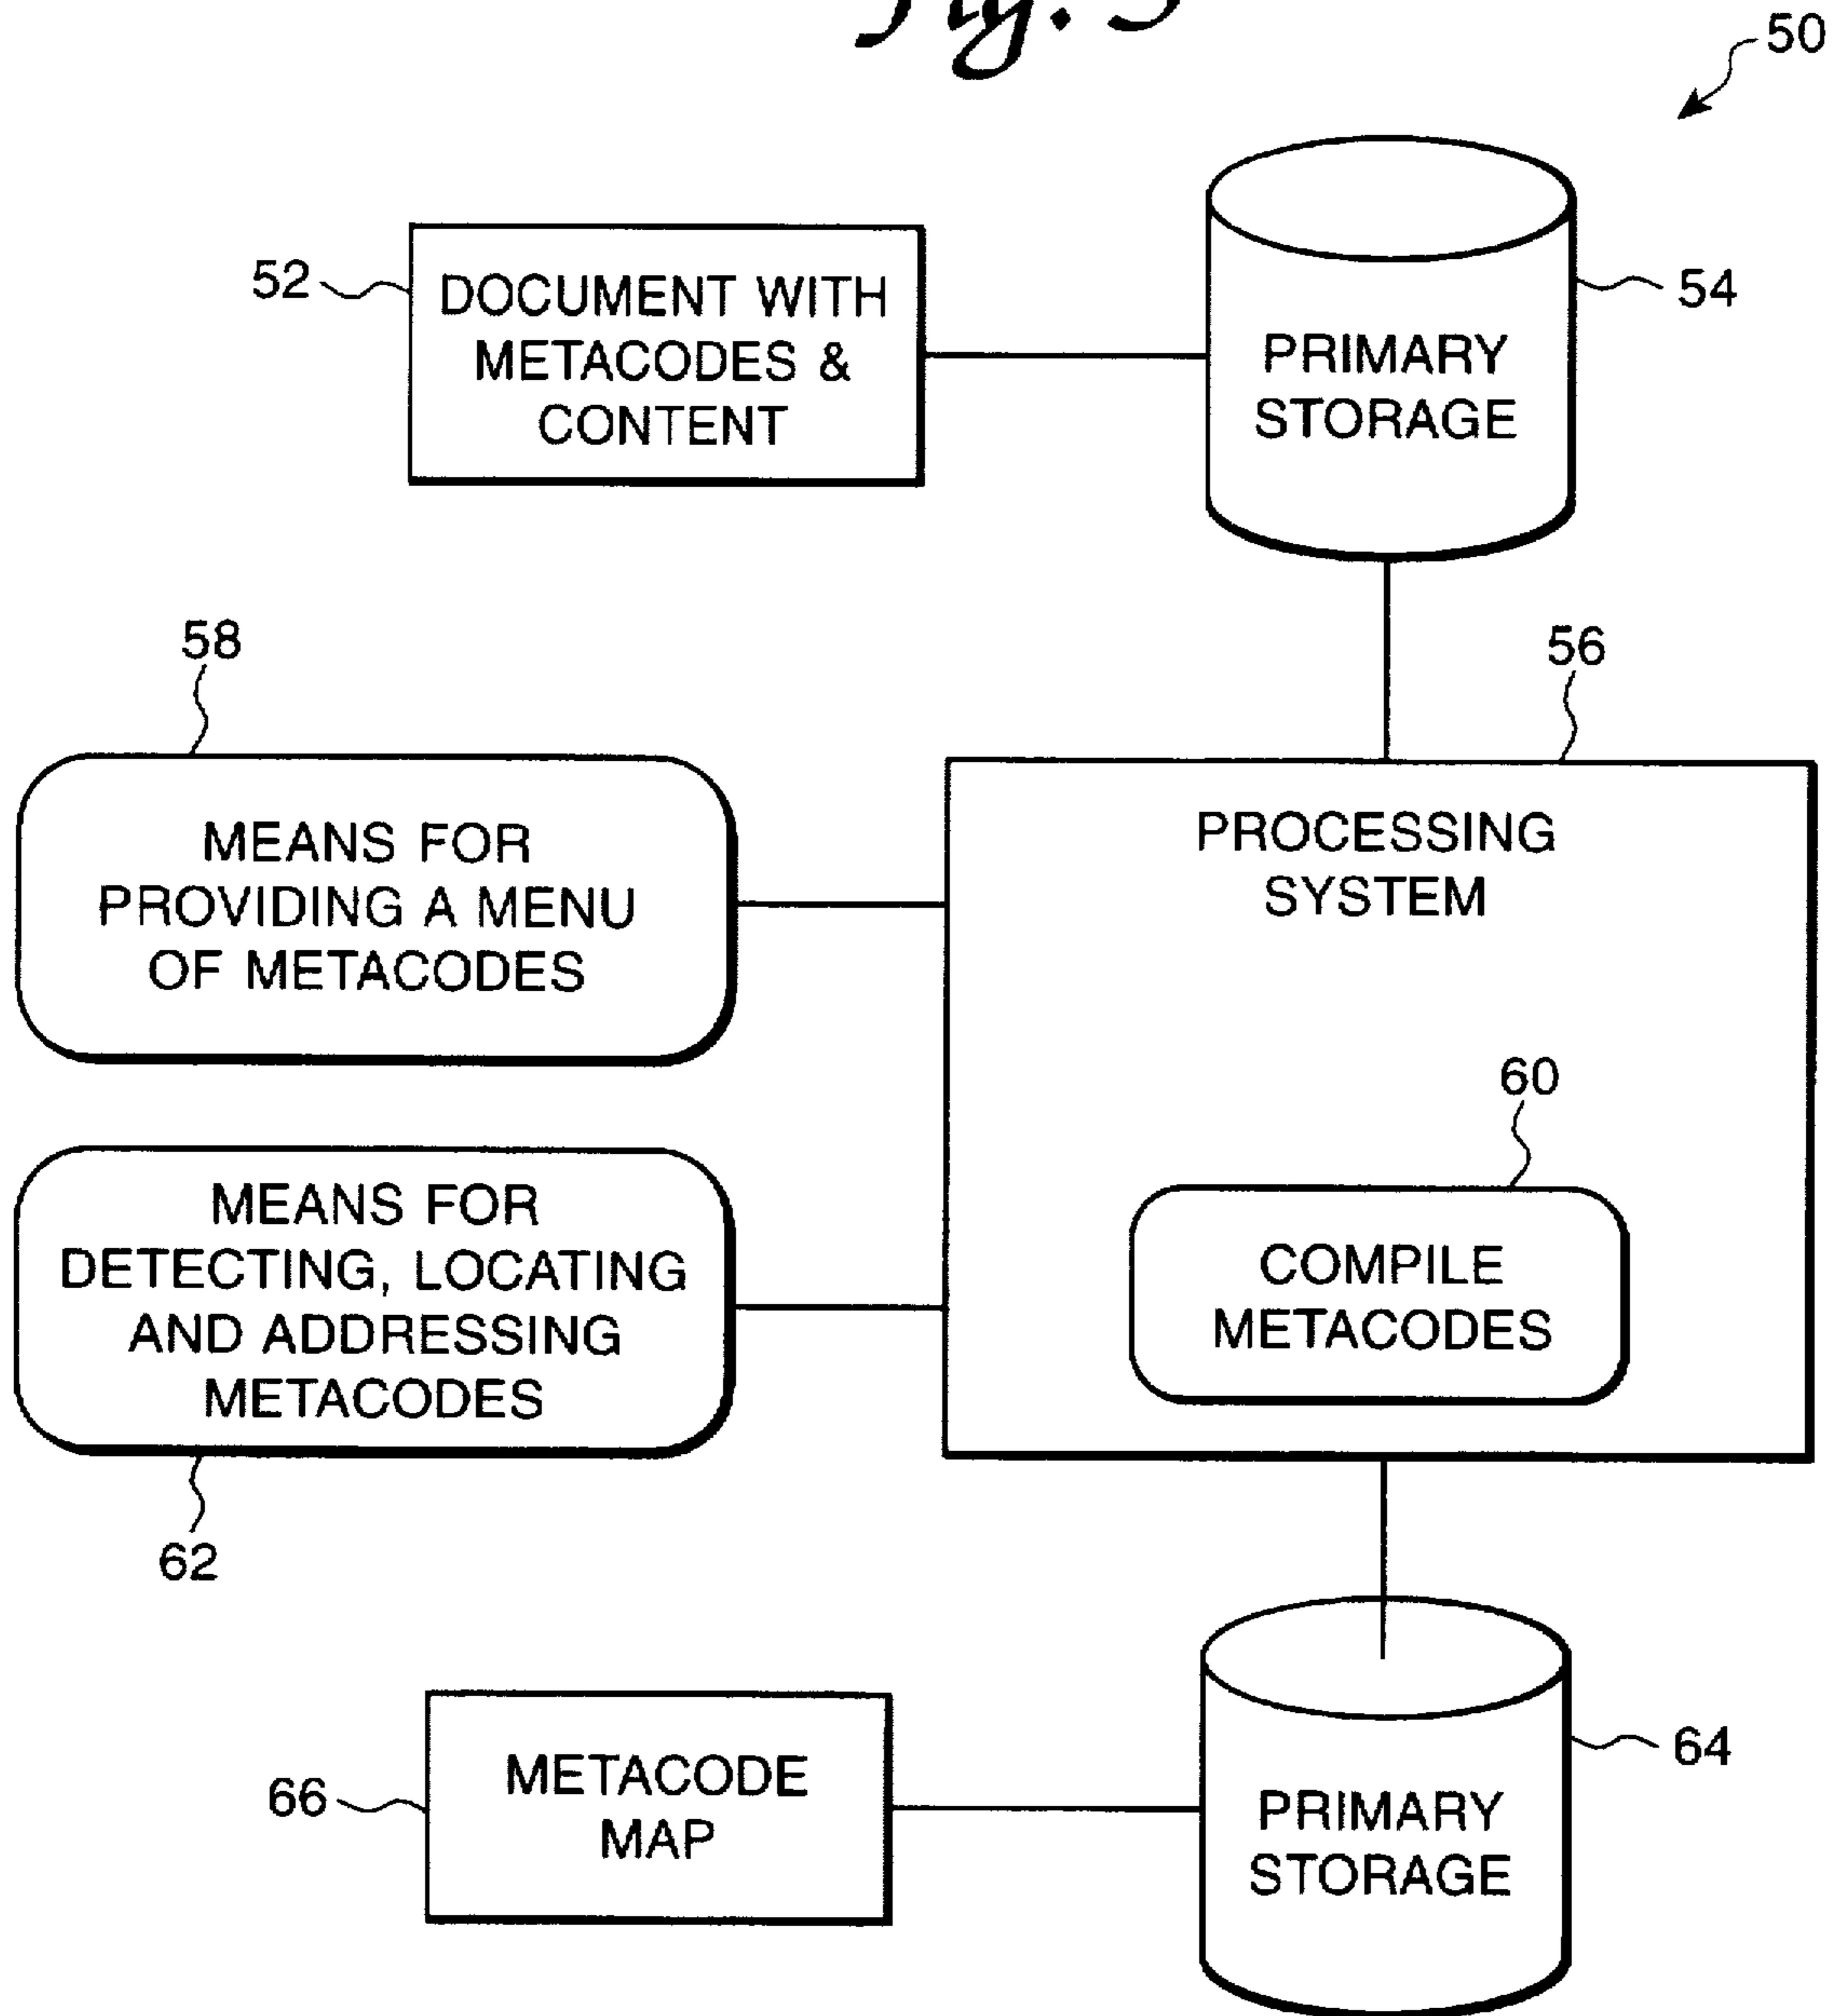 50
52
DOCUMENT WITH
METACODES &
CONTENT
PRIMARY
STORAGE
54
58
56
MEANS FOR
PROVIDING A MENU
OF METACODES
PROCESSING
SYSTEM
60
MEANS FOR
DETECTING, LOCATING
AND ADDRESSING
METACODES
COMPILE
METACODES
62
66
METACODE
MAP
64
PRIMARY
STORAGE